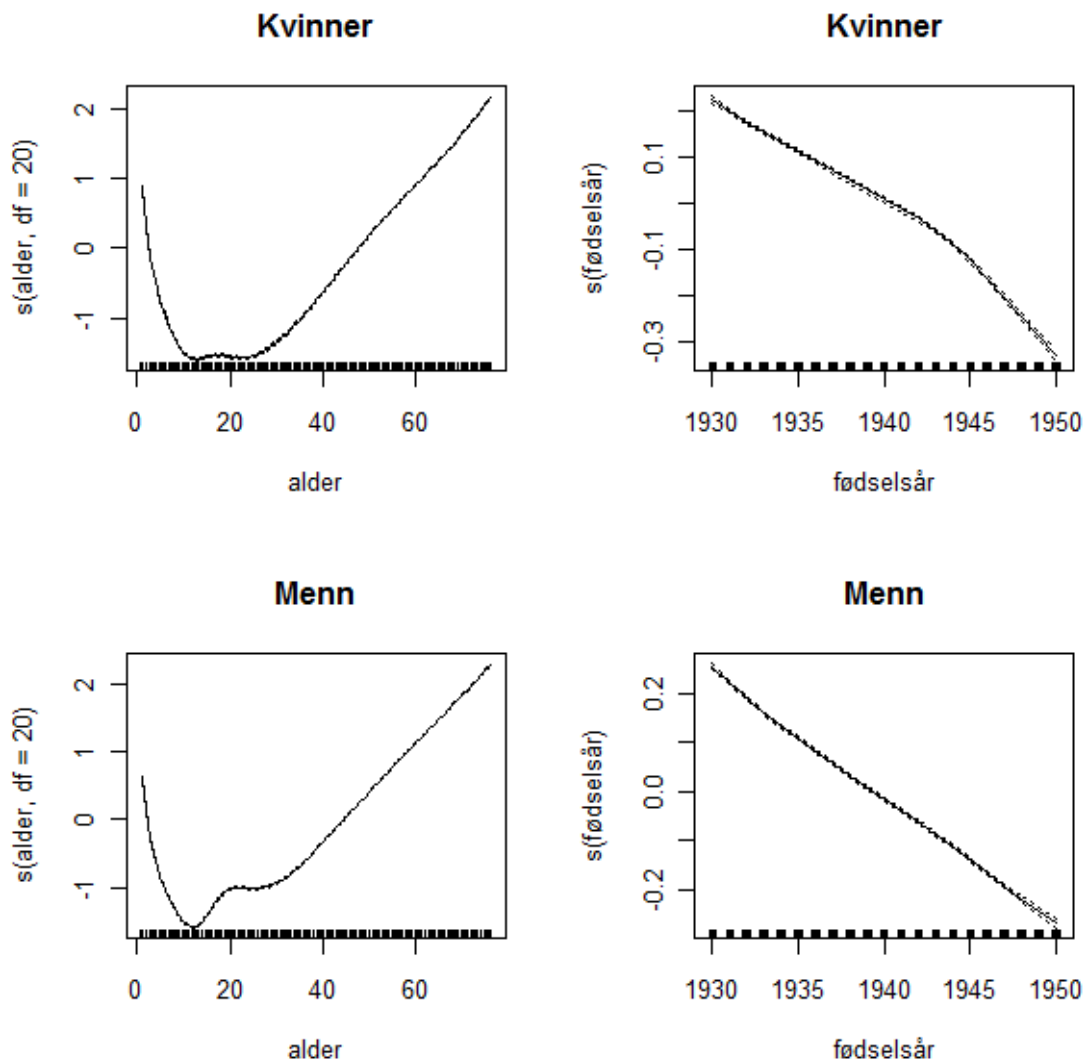 Kvinner
s(alder, df = 20)
2
1
0
-1
0 20 40 60
alder
Kvinner
s(fødselsår)
0.1
-0.1
-0.3
1930 1935 1940 1945 1950
fødselsår
Menn
s(alder, df = 20)
2
1
0
-1
0 20 40 60
alder
Menn
s(fødselsår)
0.2
0.0
-0.2
1930 1935 1940 1945 1950
fødselsår